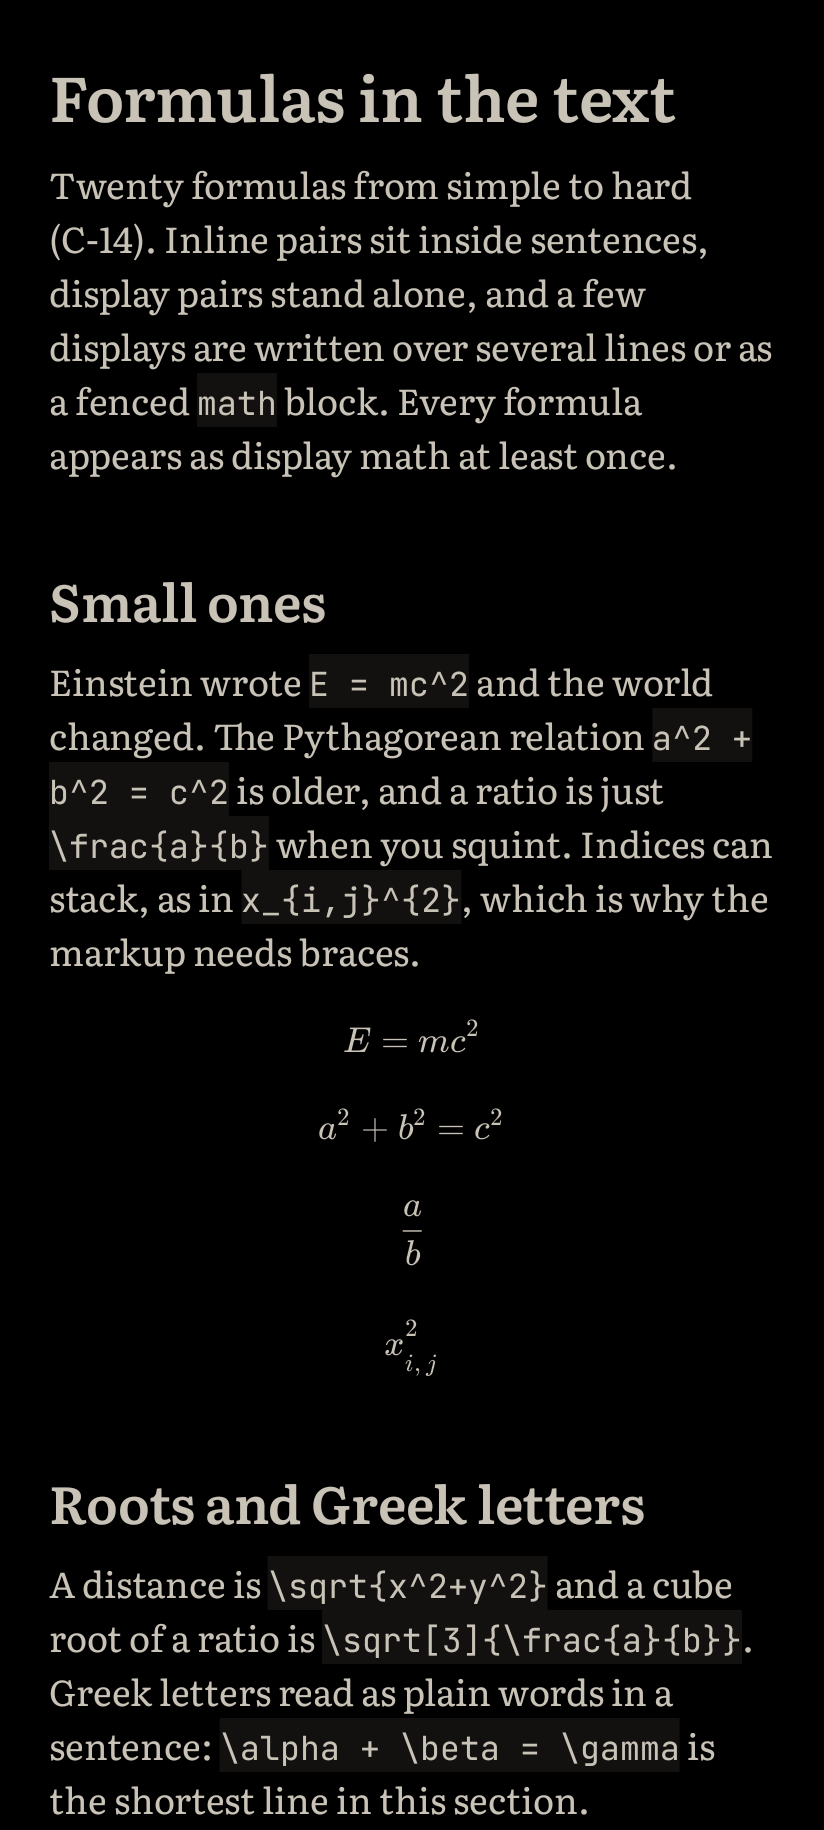 Formulas in the text
Twenty formulas from simple to hard
(C-14). Inline pairs sit inside sentences,
display pairs stand alone, and a few
displays are written over several lines or as
a fenced math block. Every formula
appears as display math at least once.
Small ones
Einstein wrote E = mc^2 and the world
changed. The Pythagorean relation a^2 +
b^2 = c^2 is older, and a ratio is just
\frac{a}{b} when you squint. Indices can
stack, as in x_{i,j}^{2}, which is why the
markup needs braces.
E = mc²
a² + b² = c²
a
b
x²ᵢ,ⱼ
Roots and Greek letters
A distance is \sqrt{x^2+y^2} and a cube
root of a ratio is \sqrt[3]{\frac{a}{b}}.
Greek letters read as plain words in a
sentence: \alpha + \beta = \gamma is
the shortest line in this section.